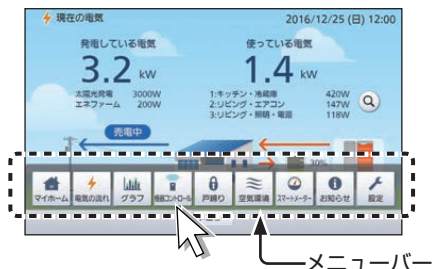 現在の電気 2016/12/25 (日) 12:00
発電している電気 使っている電気
3.2 kW 1.4 kW
太陽光発電 3000W
エネファーム 200W
1:キッチン・冷蔵庫 420W
2:リビング・エアコン 147W
3:リビング・照明・電源 118W
売電中
30%
マイホーム 電気の流れ グラフ 機器コントロール 戸締り 空気環境 スマートメーター お知らせ 設定
メニューバー